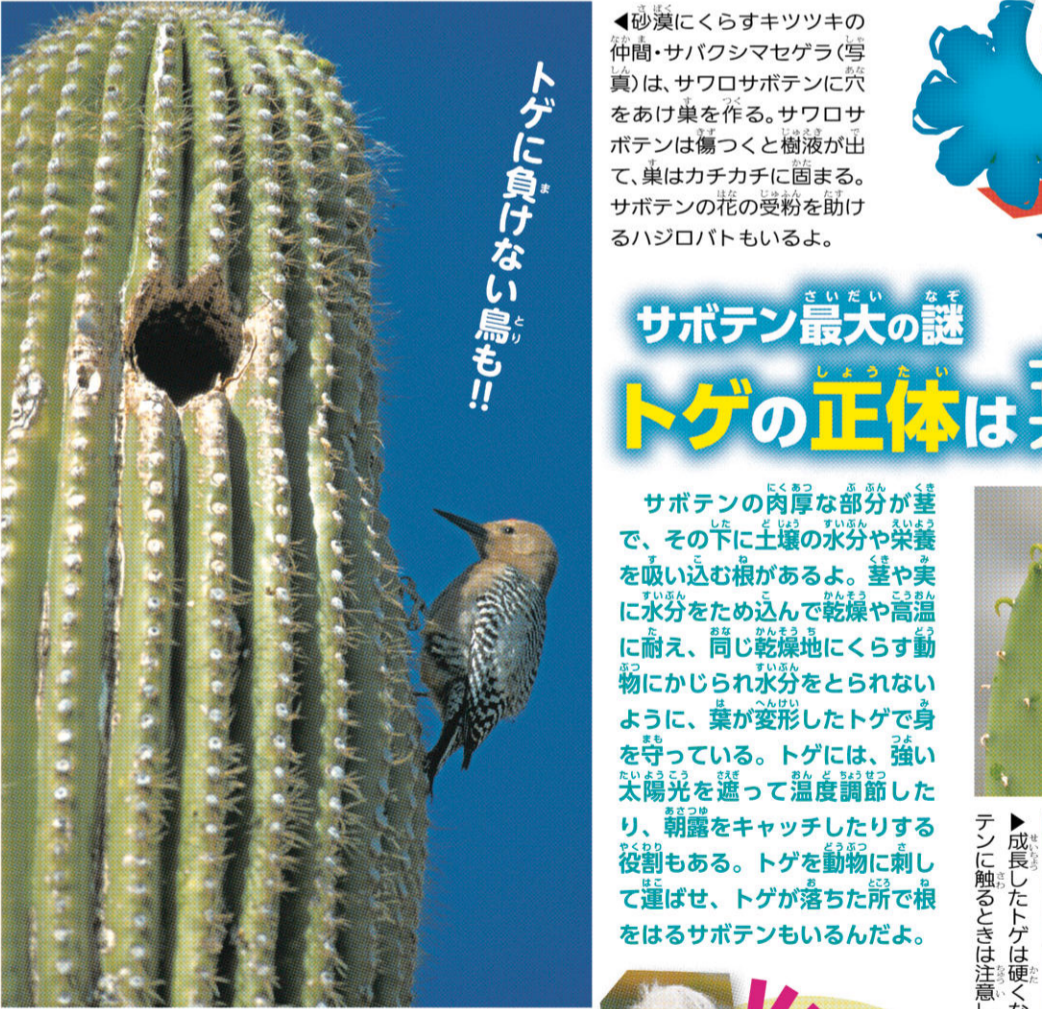 トゲに負けない鳥も!!
◀砂漠にくらすキツツキの
仲間・サバクシマセゲラ(写
真)は、サワロサボテンに穴
をあけ巣を作る。サワロサ
ボテンは傷つくと樹液が出
て、巣はカチカチに固まる。
サボテンの花の受粉を助け
るハジロバトもいるよ。
サボテン最大の謎
トゲの正体は
サボテンの肉厚な部分が茎
で、その下に土壌の水分や栄養
を吸い込む根があるよ。茎や実
に水分をため込んで乾燥や高温
に耐え、同じ乾燥地にくらす動
物にかじられ水分をとられない
ように、葉が変形したトゲで身
を守っている。トゲには、強い
太陽光を遮って温度調節した
り、朝露をキャッチしたりする
役割もある。トゲを動物に刺し
て運ばせ、トゲが落ちた所で根
をはるサボテンもいるんだよ。
▶成長したトゲは硬くな
テンに触るときは注意し